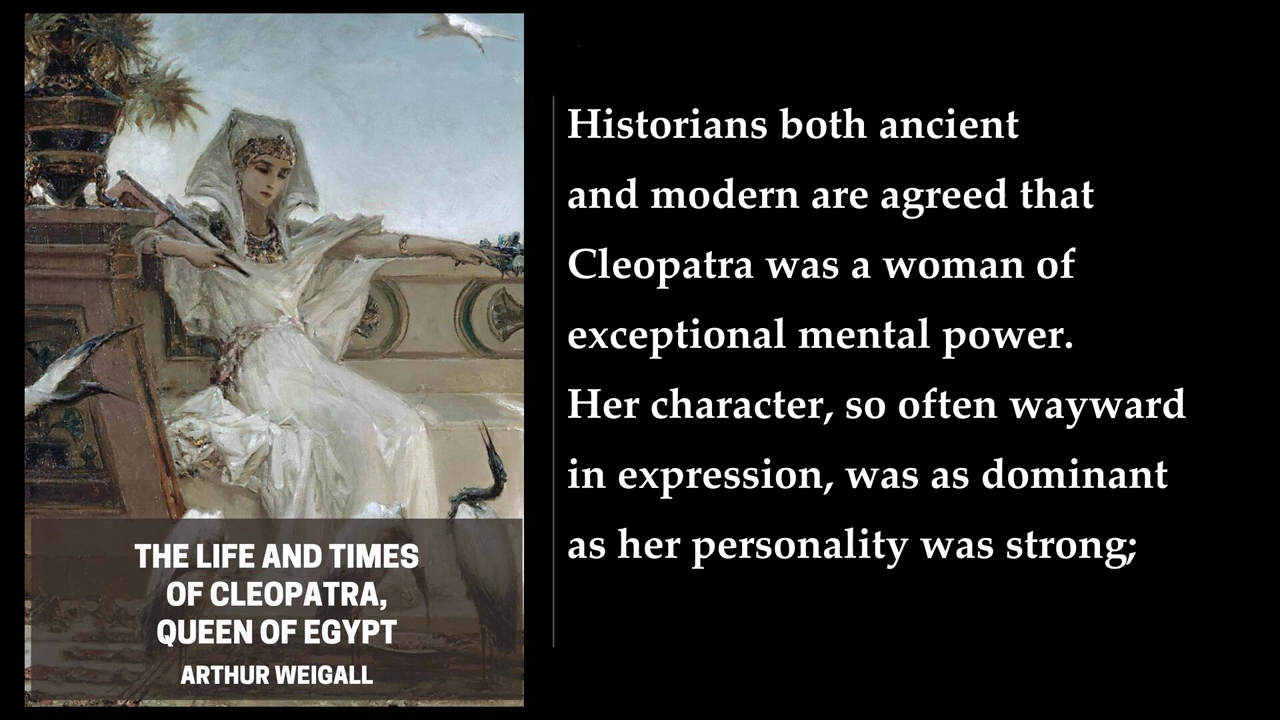 THE LIFE AND TIMES
OF CLEOPATRA,
QUEEN OF EGYPT
ARTHUR WEIGALL
Historians both ancient
and modern are agreed that
Cleopatra was a woman of
exceptional mental power.
Her character, so often wayward
in expression, was as dominant
as her personality was strong;